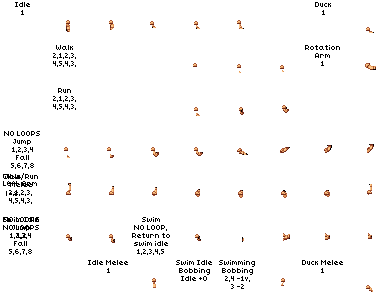 Idle
1
Duck
1
Walk
2,1,2,3,
4,5,4,3,
Rotation
Arm
1
Run
2,1,2,3,
4,5,4,3,
NO LOOPS
Jump
1,2,3,4
Fall
5,6,7,8
4,5,4,3,
NO LOOPS
Fall
5,6,7,8
Swim
NO LOOP,
Return to
swim idle
1,2,3,4,5
Idle Melee
1
Swim Idle
Bobbing
Idle +0
Swimming
Bobbing
2,4 -1y,
3 -2
Duck Melee
1